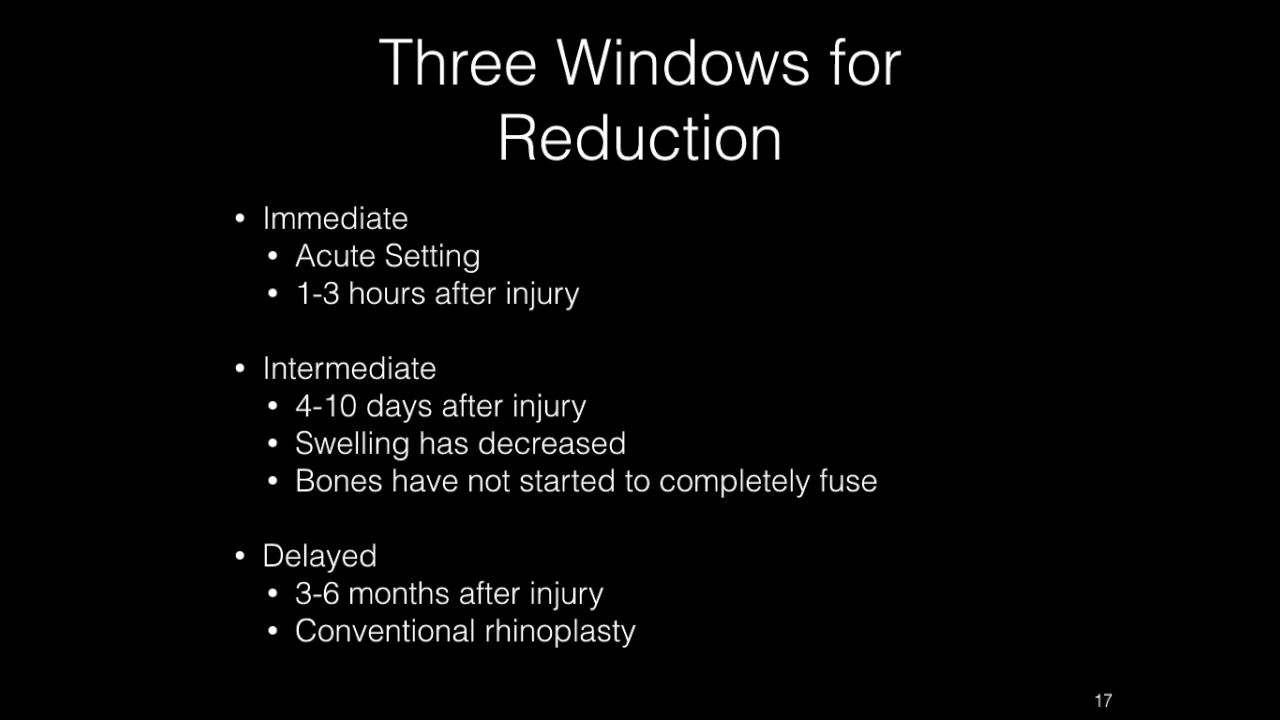 Three Windows for
Reduction
• Immediate
• Acute Setting
• 1-3 hours after injury
• Intermediate
• 4-10 days after injury
• Swelling has decreased
• Bones have not started to completely fuse
• Delayed
• 3-6 months after injury
• Conventional rhinoplasty
17